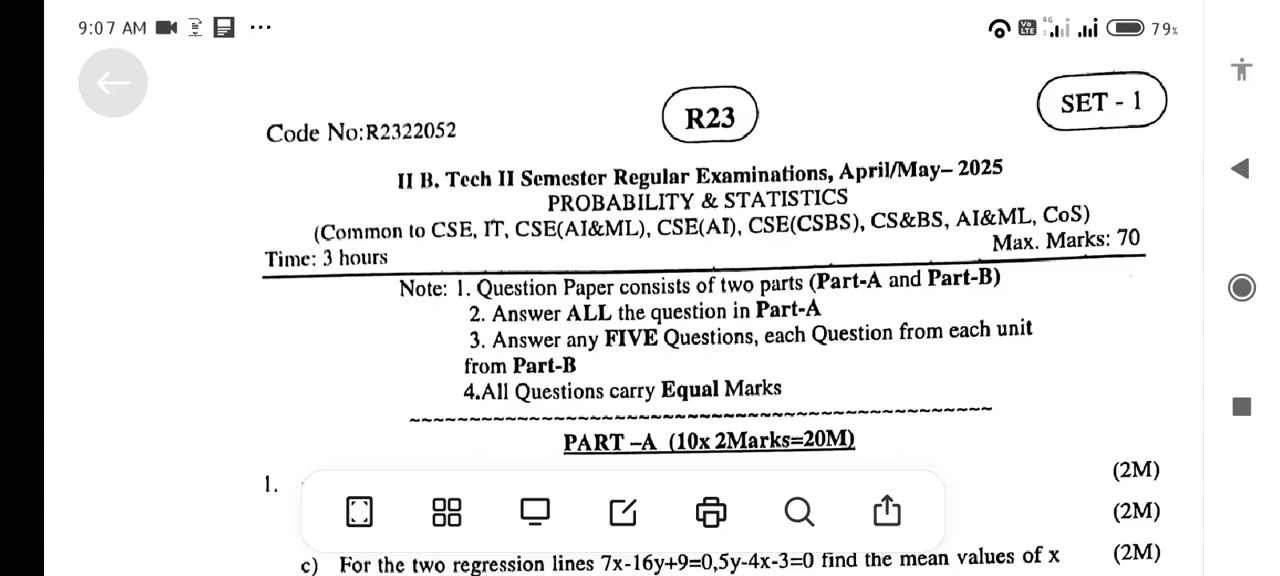 9:07 AM
Vo LTE 4G 79%
SET - 1
R23
Code No:R2322052
II B. Tech II Semester Regular Examinations, April/May– 2025
PROBABILITY & STATISTICS
(Common to CSE, IT, CSE(AI&ML), CSE(AI), CSE(CSBS), CS&BS, AI&ML, CoS)
Time: 3 hours Max. Marks: 70
Note: 1. Question Paper consists of two parts (Part-A and Part-B)
2. Answer ALL the question in Part-A
3. Answer any FIVE Questions, each Question from each unit
from Part-B
4.All Questions carry Equal Marks
~~~~~~~~~~~~~~~~~~~~~~~~~~~~~~~~~~~~~~~~~~~~~~~~
PART –A (10x 2Marks=20M)
1. (2M)
(2M)
c) For the two regression lines 7x-16y+9=0,5y-4x-3=0 find the mean values of x (2M)